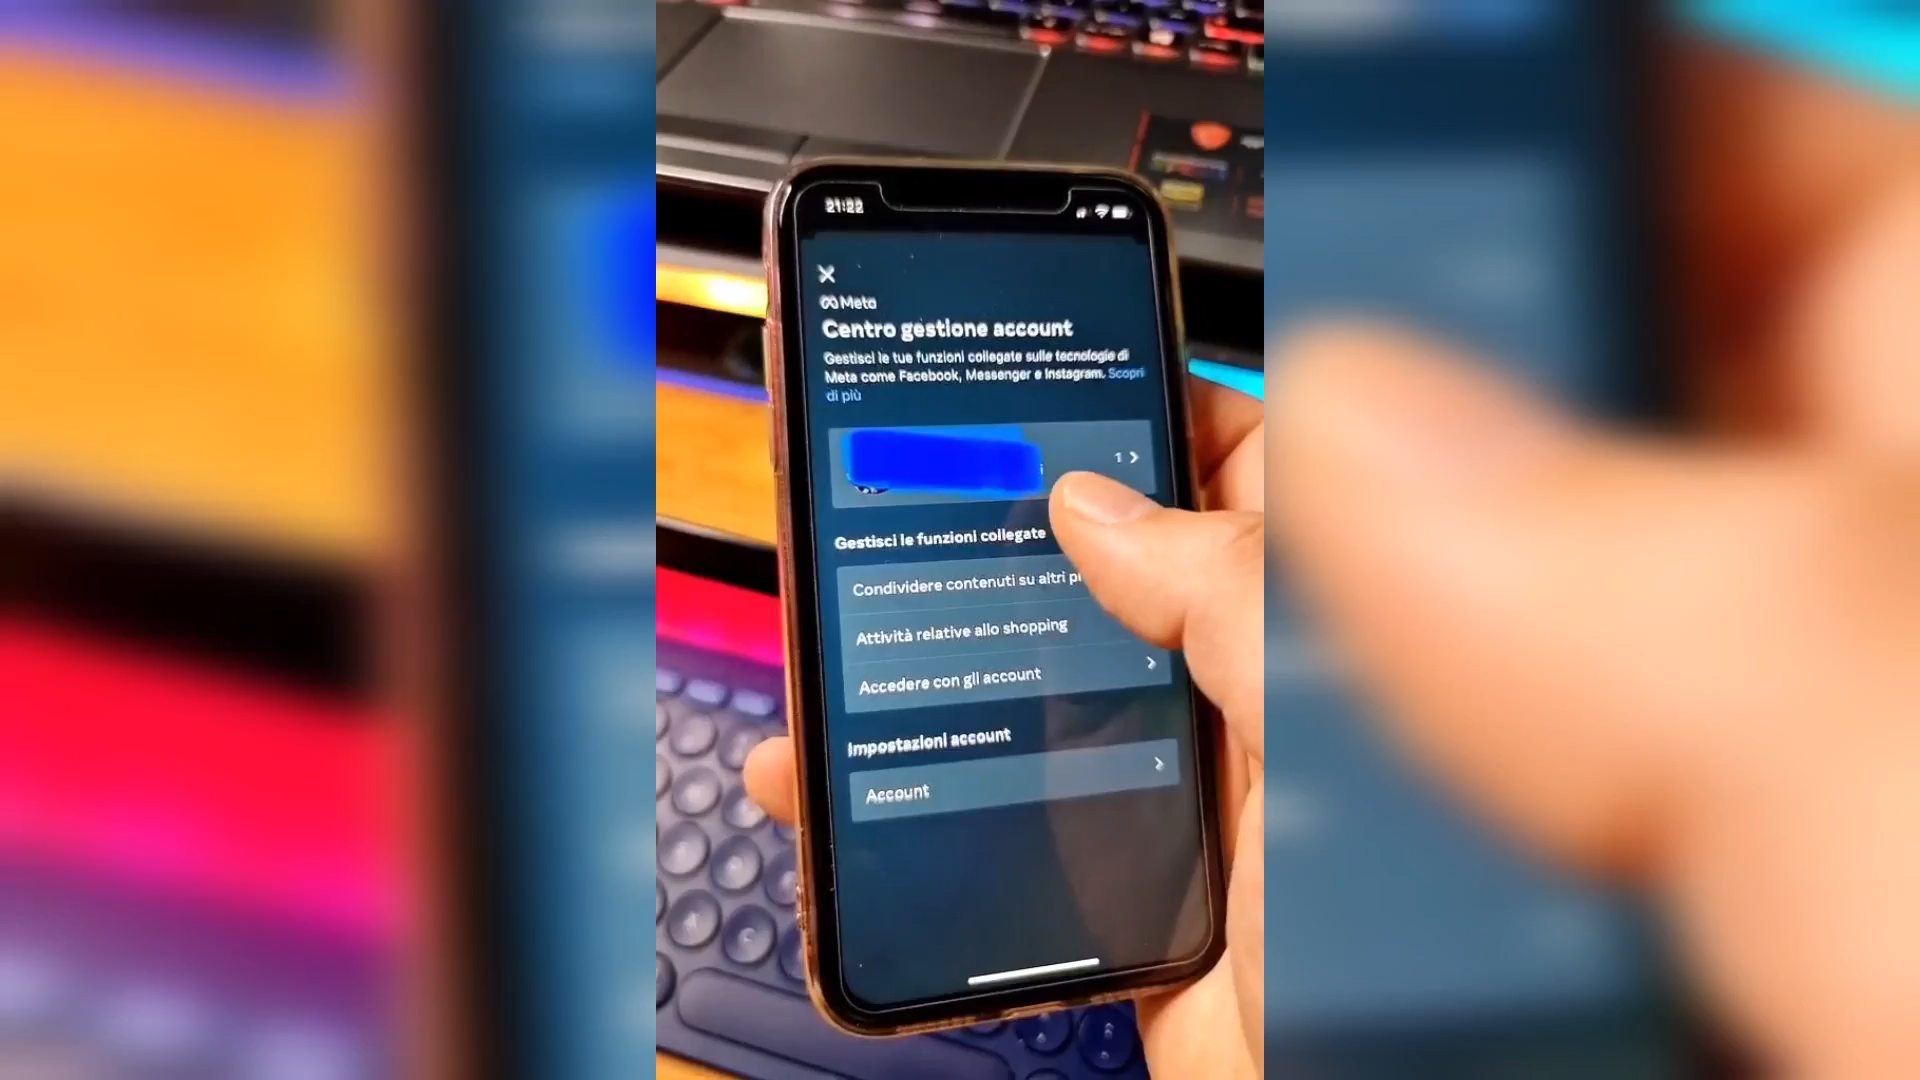 21:22
Meta
Centro gestione account
Gestisci le tue funzioni collegate sulle tecnologie di
Meta come Facebook, Messenger e Instagram. Scopri
di più
1
Gestisci le funzioni collegate
Condividere contenuti su altri
Attività relative allo shopping
Accedere con gli account
Impostazioni account
Account